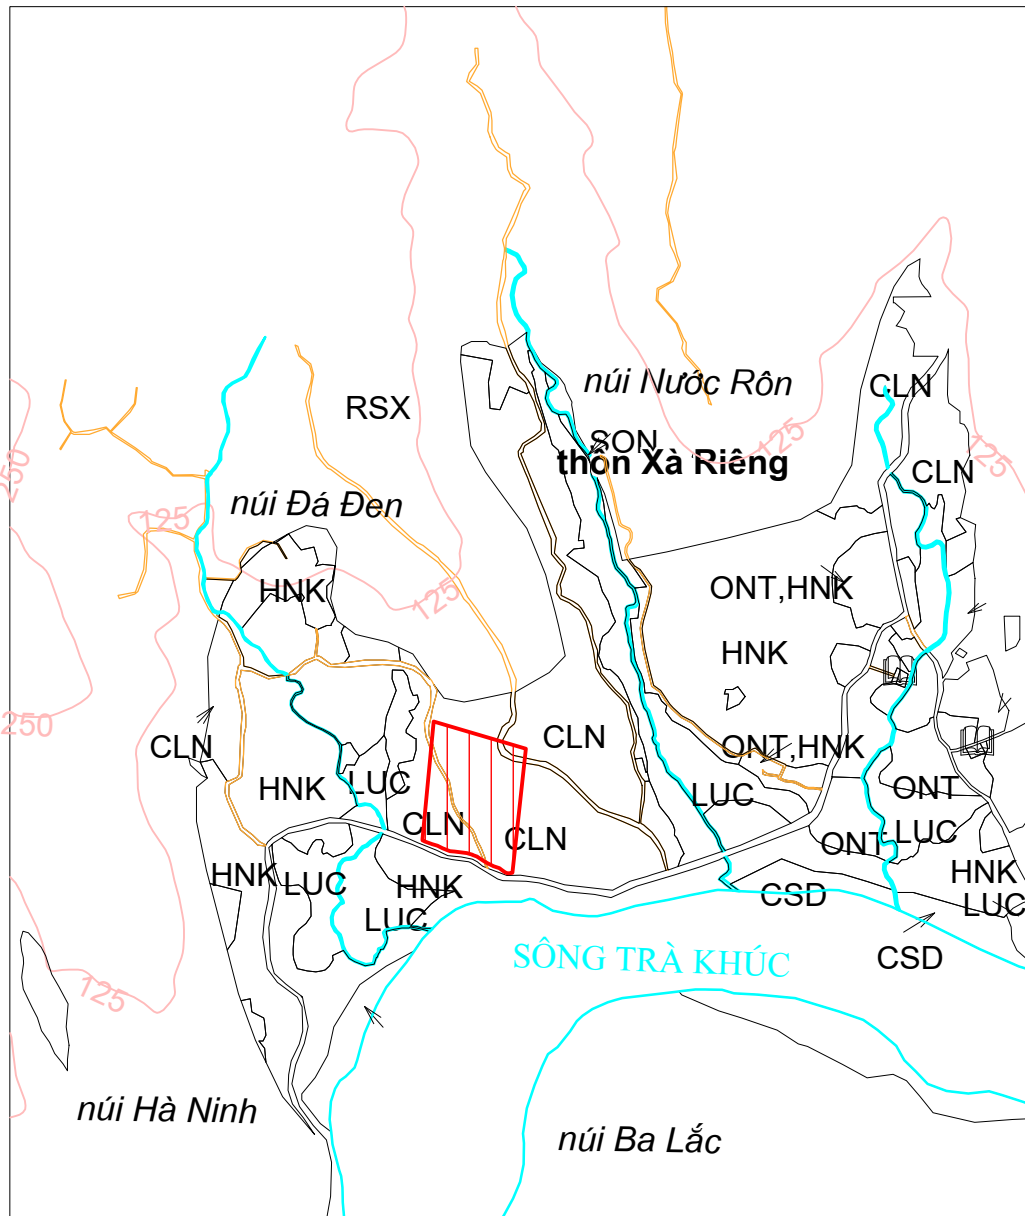 núi Nước Rôn
CLN
RSX
125
SON
125
250
thôn Xà Riêng
CLN
núi Đá Đen
125
HNK
125
ONT,HNK
HNK
250
CLN
CLN
ONT,HNK
HNK
LUC
LUC
ONT
CLN
CLN
ONT
LUC
HNK
LUC
HNK
HNK
CSD
LUC
LUC
SÔNG TRÀ KHÚC
CSD
125
núi Hà Ninh
núi Ba Lắc